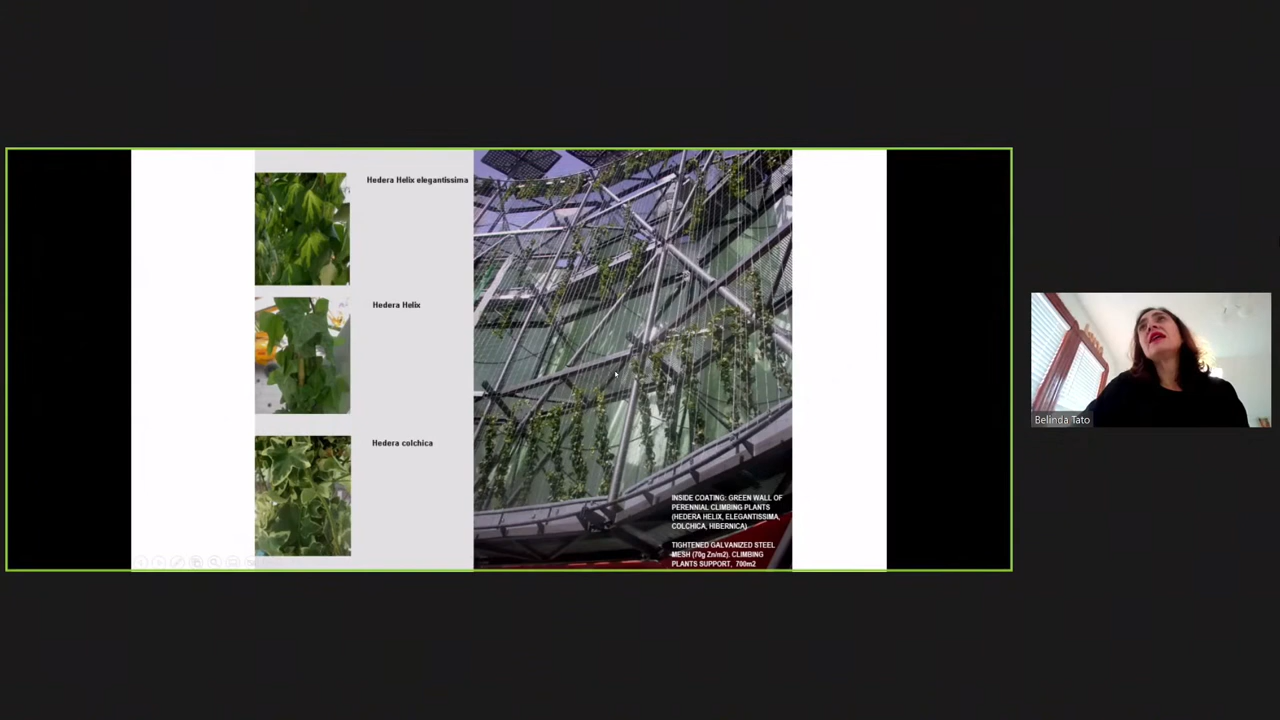 Hedera Helix elegantissima
Hedera Helix
Hedera colchica
INSIDE COATING: GREEN WALL OF
PERENNIAL CLIMBING PLANTS
(HEDERA HELIX, ELEGANTISSIMA,
COLCHICA, HIBERNICA)
TIGHTENED GALVANIZED STEEL
MESH (70g Zn/m2). CLIMBING
PLANTS SUPPORT, 700m2
Belinda Tato